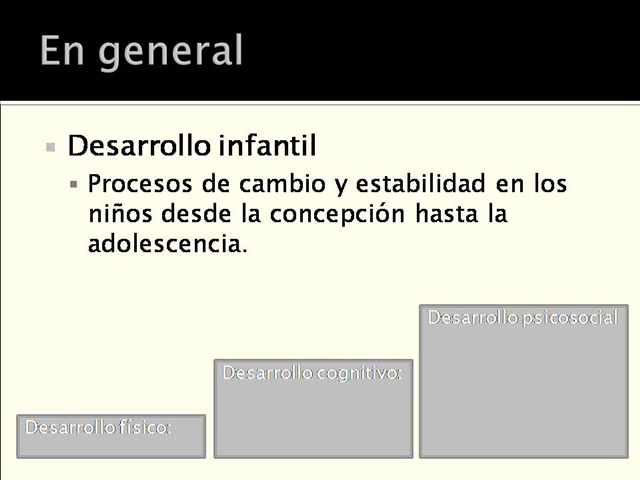 En general
Desarrollo infantil
Procesos de cambio y estabilidad en los
niños desde la concepción hasta la
adolescencia.
Desarrollo físico:
Desarrollo cognitivo:
Desarrollo psicosocial